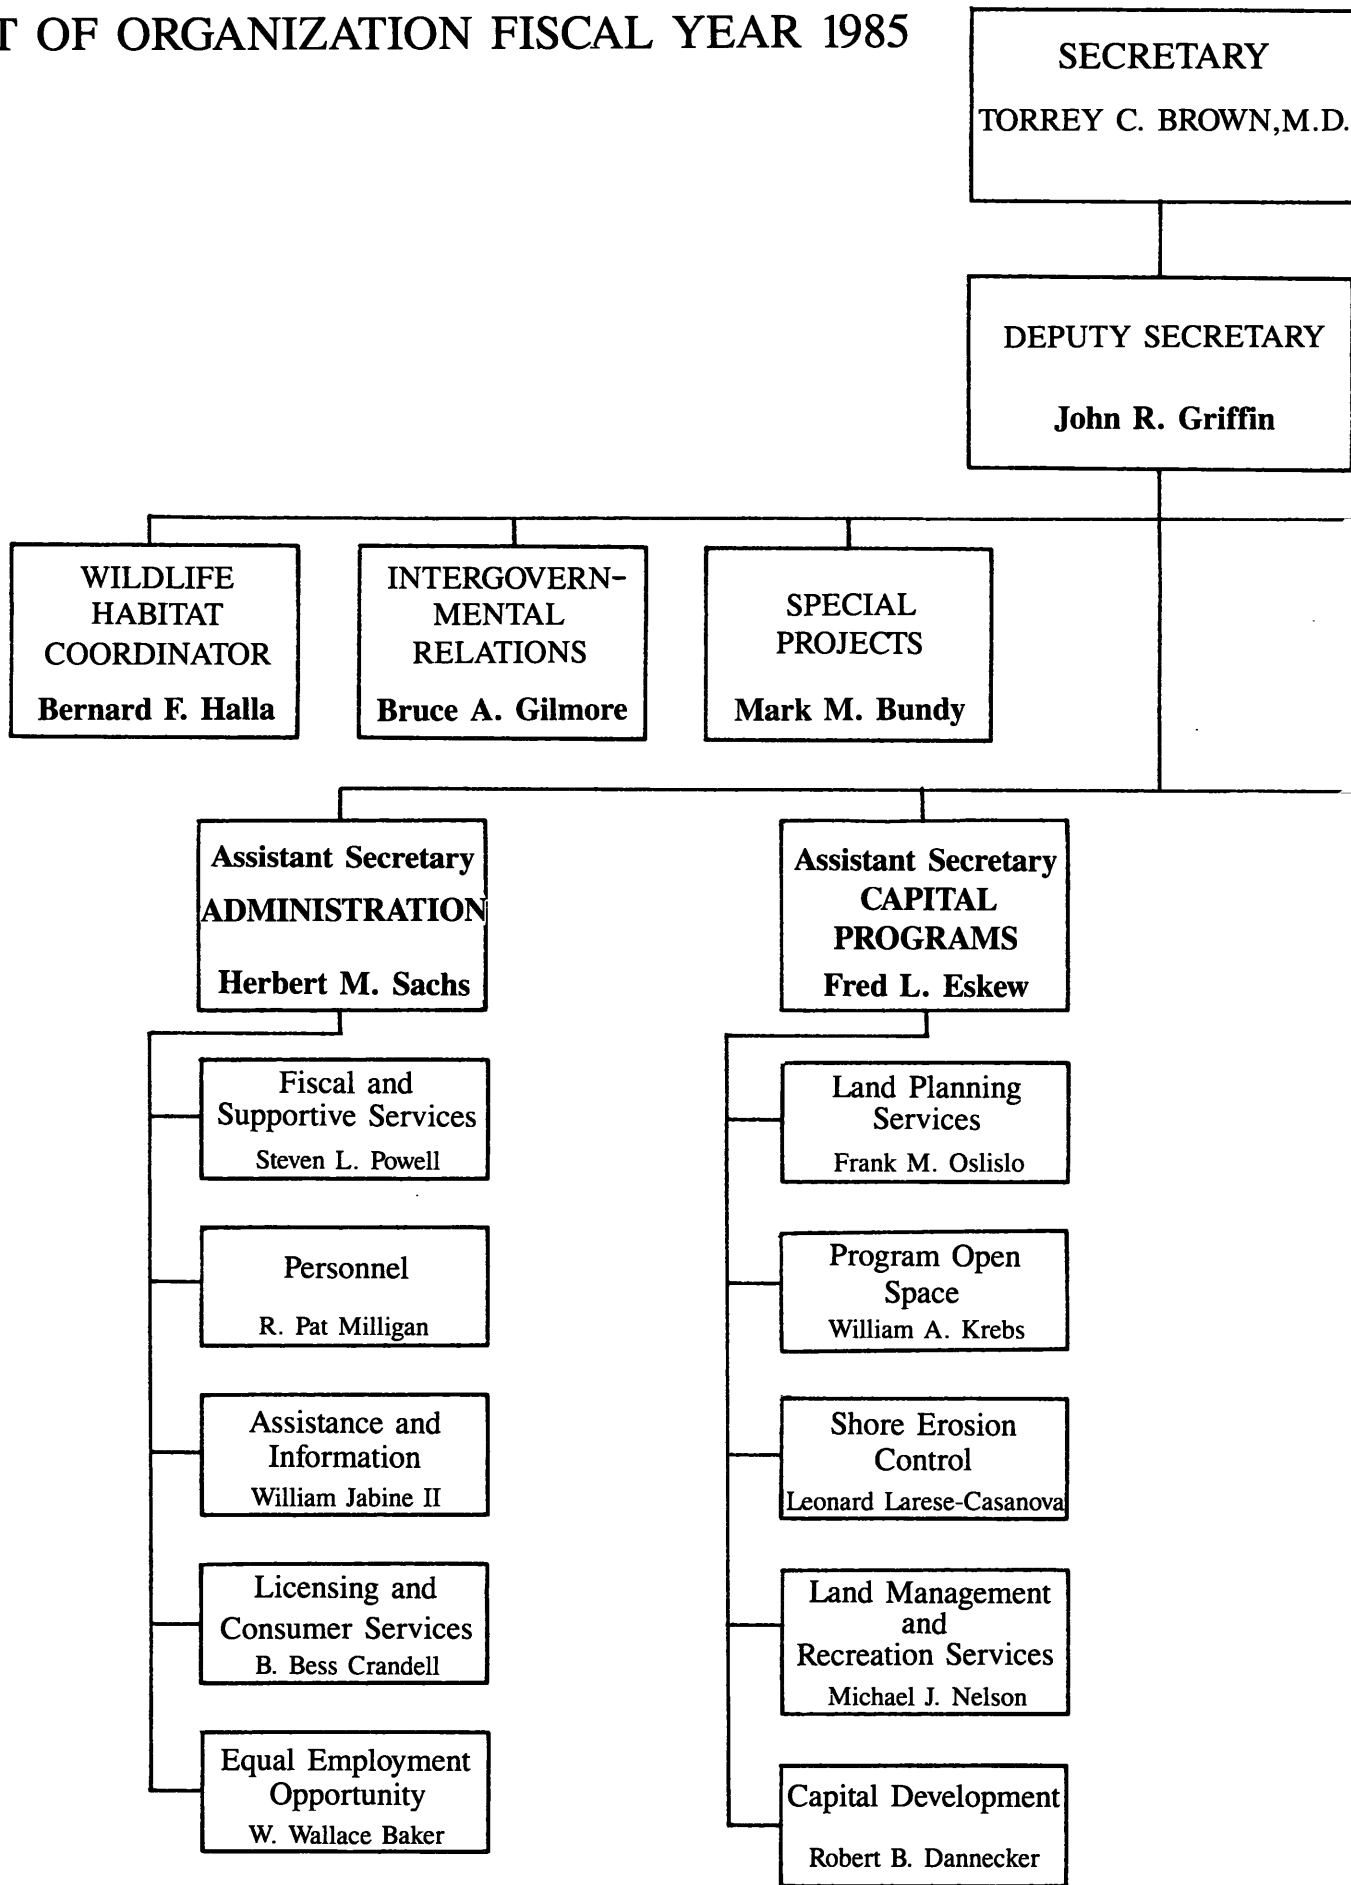 T OF ORGANIZATION FISCAL YEAR 1985
SECRETARY
TORREY C. BROWN,M.D.
DEPUTY SECRETARY
John R. Griffin
WILDLIFE
HABITAT
COORDINATOR
Bernard F. Halla
INTERGOVERN-
MENTAL
RELATIONS
Bruce A. Gilmore
SPECIAL
PROJECTS
Mark M. Bundy
Assistant Secretary
ADMINISTRATION
Herbert M. Sachs
Fiscal and
Supportive Services
Steven L. Powell
Personnel
R. Pat Milligan
Assistance and
Information
William Jabine II
Licensing and
Consumer Services
B. Bess Crandell
Equal Employment
Opportunity
W. Wallace Baker
Assistant Secretary
CAPITAL
PROGRAMS
Fred L. Eskew
Land Planning
Services
Frank M. Oslislo
Program Open
Space
William A. Krebs
Shore Erosion
Control
Leonard Larese-Casanova
Land Management
and
Recreation Services
Michael J. Nelson
Capital Development
Robert B. Dannecker